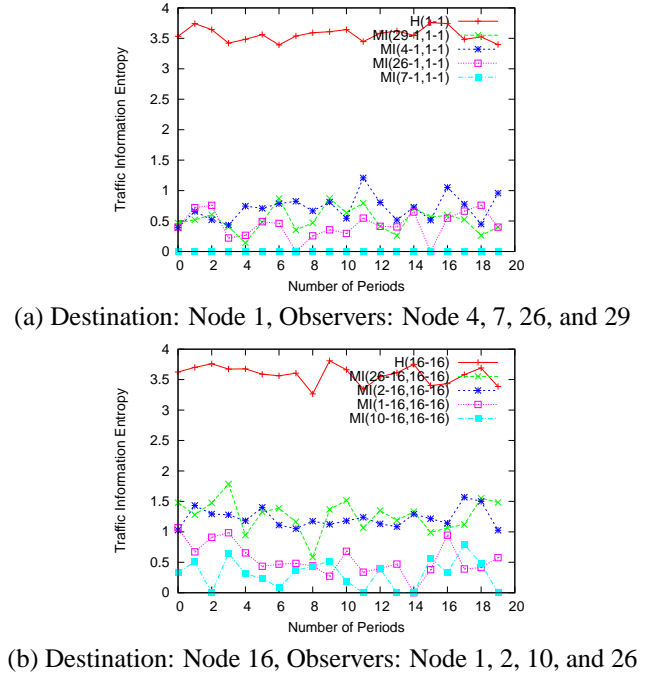 4
3.5
3
2.5
2
1.5
1
0.5
0
Traffic Information Entropy
H(1-1)
MI(29-1,1-1)
MI(4-1,1-1)
MI(26-1,1-1)
MI(7-1,1-1)
0 2 4 6 8 10 12 14 16 18 20
Number of Periods
(a) Destination: Node 1, Observers: Node 4, 7, 26, and 29
4
3.5
3
2.5
2
1.5
1
0.5
0
Traffic Information Entropy
H(16-16)
MI(26-16,16-16)
MI(2-16,16-16)
MI(1-16,16-16)
MI(10-16,16-16)
0 2 4 6 8 10 12 14 16 18 20
Number of Periods
(b) Destination: Node 16, Observers: Node 1, 2, 10, and 26